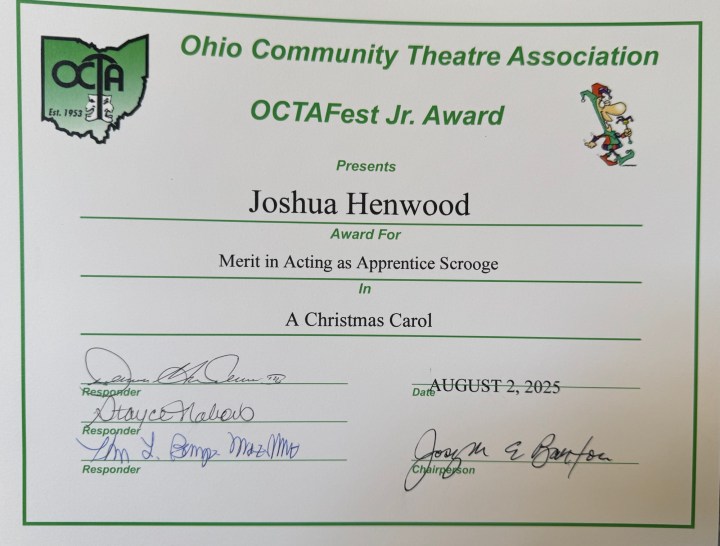 Ohio Community Theatre Association
OCTA
Est. 1953
OCTAFest Jr. Award
Presents
Joshua Henwood
Award For
Merit in Acting as Apprentice Scrooge
In
A Christmas Carol
Responder
Date AUGUST 2, 2025
Responder
Responder
Chairperson